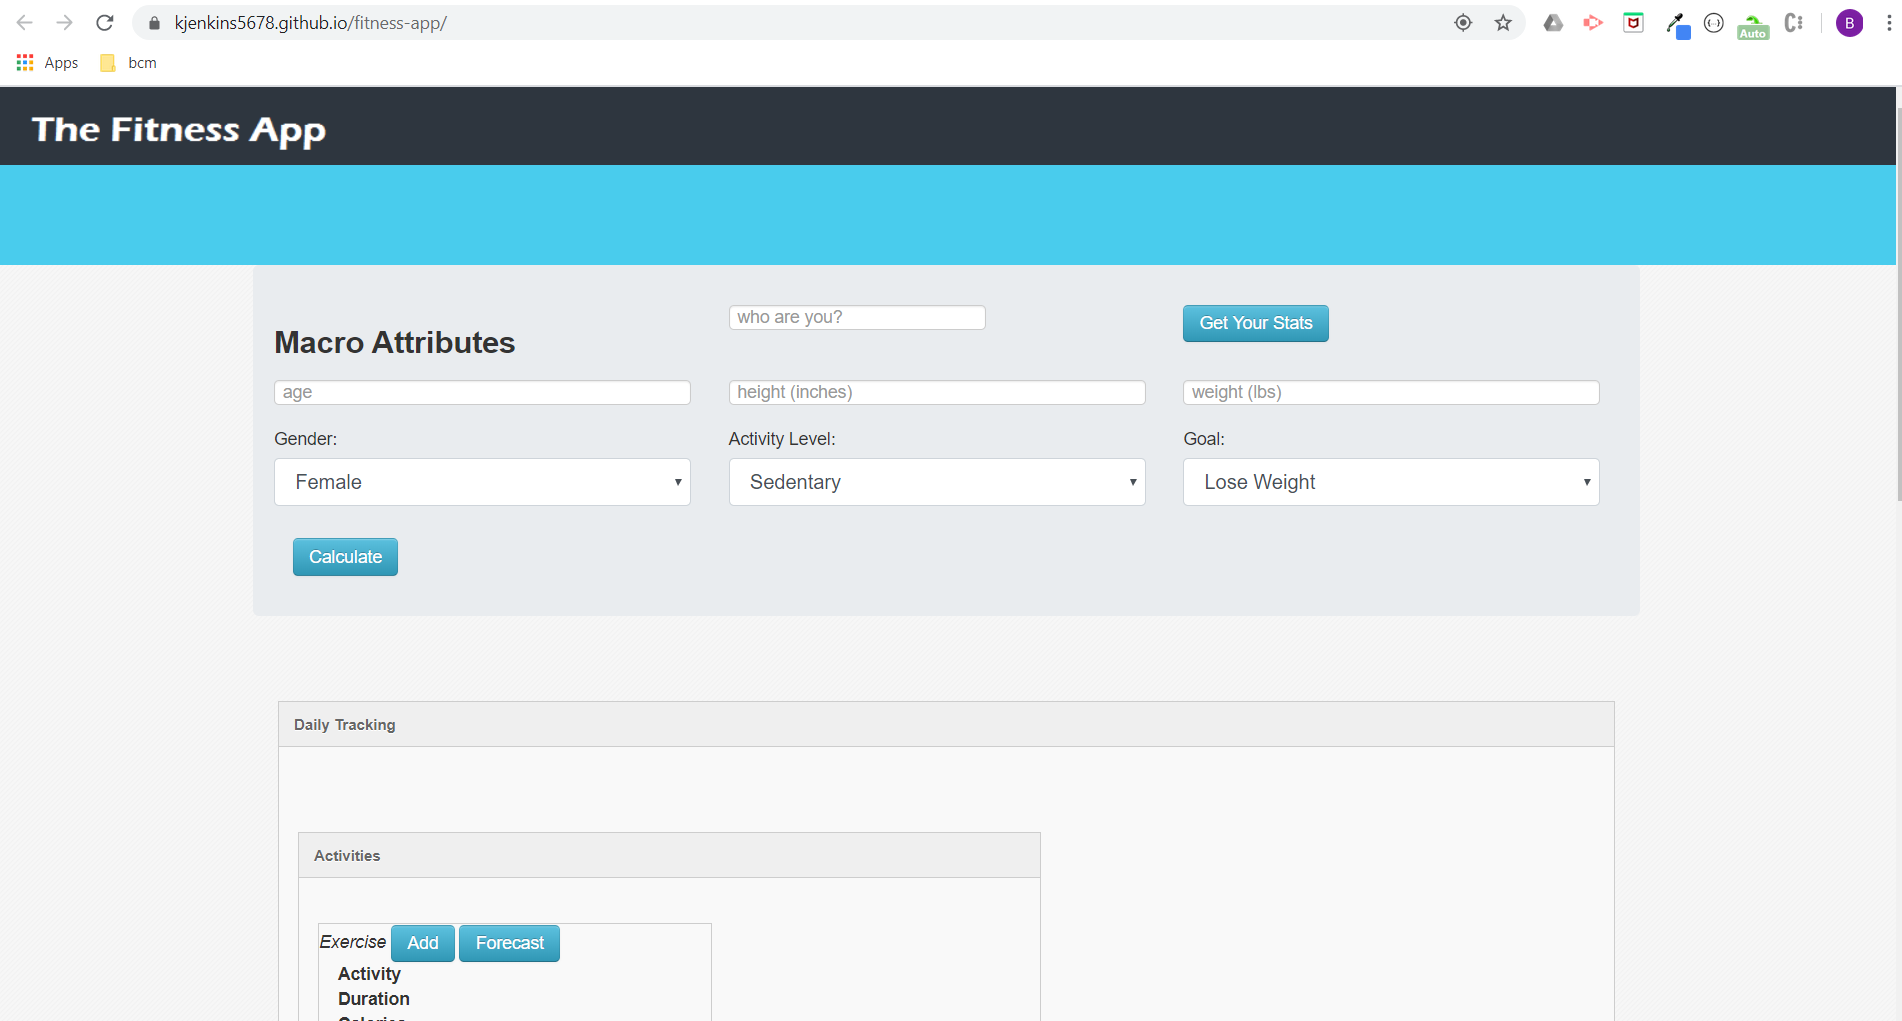 kjenkins5678.github.io/fitness-app/
Auto
B
Apps
bcm
The Fitness App
Macro Attributes
who are you?
Get Your Stats
age
height (inches)
weight (lbs)
Gender:
Activity Level:
Goal:
Female
Sedentary
Lose Weight
Calculate
Daily Tracking
Activities
Exercise Add Forecast
Activity
Duration